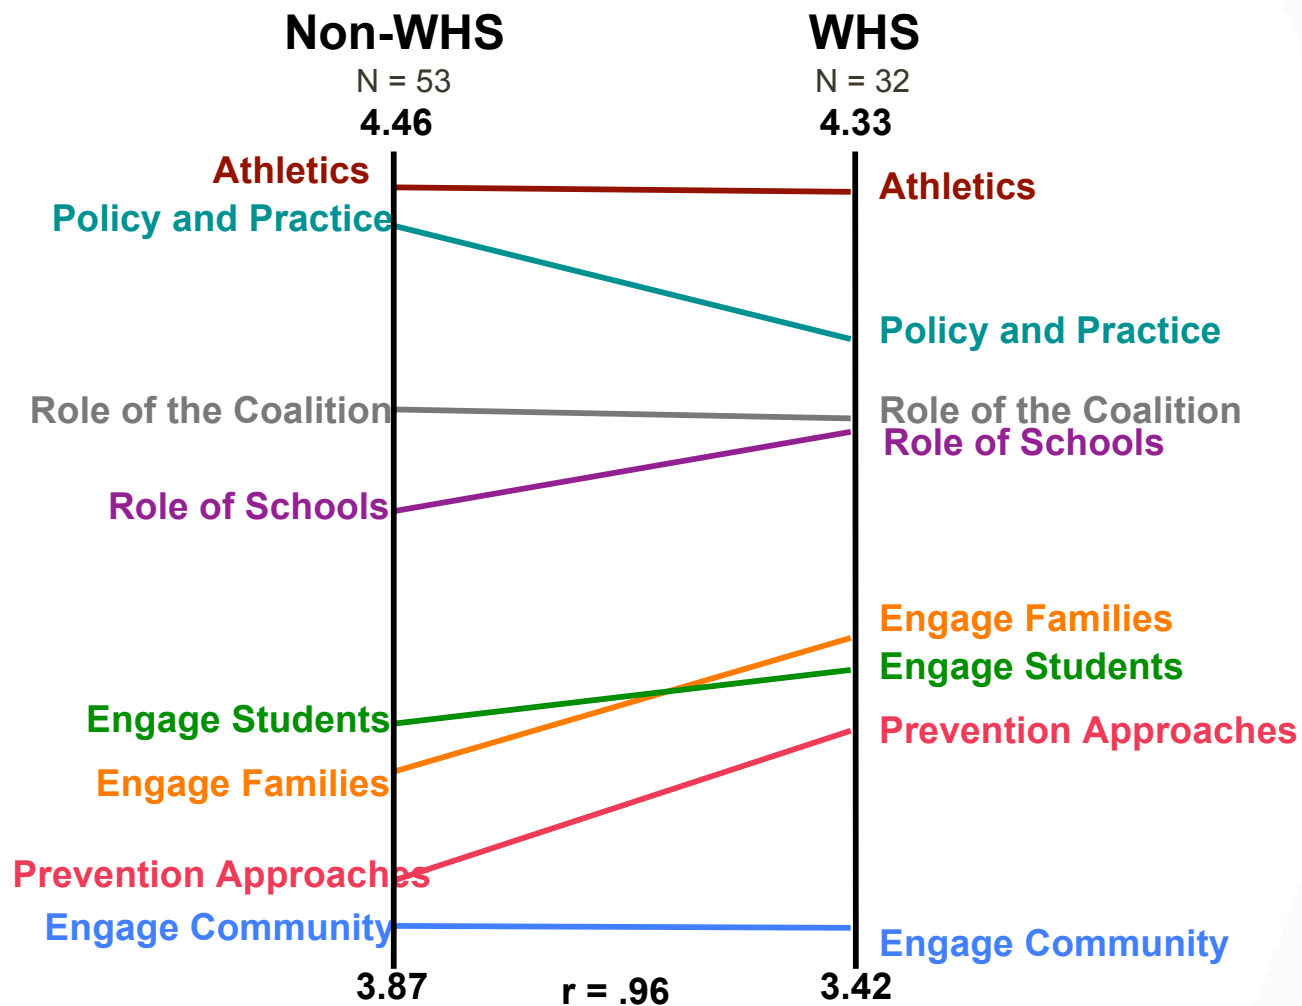 Non-WHS
N = 53
4.46
WHS
N = 32
4.33
Athletics
Policy and Practice
Role of the Coalition
Role of Schools
Engage Students
Engage Families
Prevention Approaches
Engage Community
3.87
Athletics
Policy and Practice
Role of the Coalition
Role of Schools
Engage Families
Engage Students
Prevention Approaches
Engage Community
3.42
r = .96